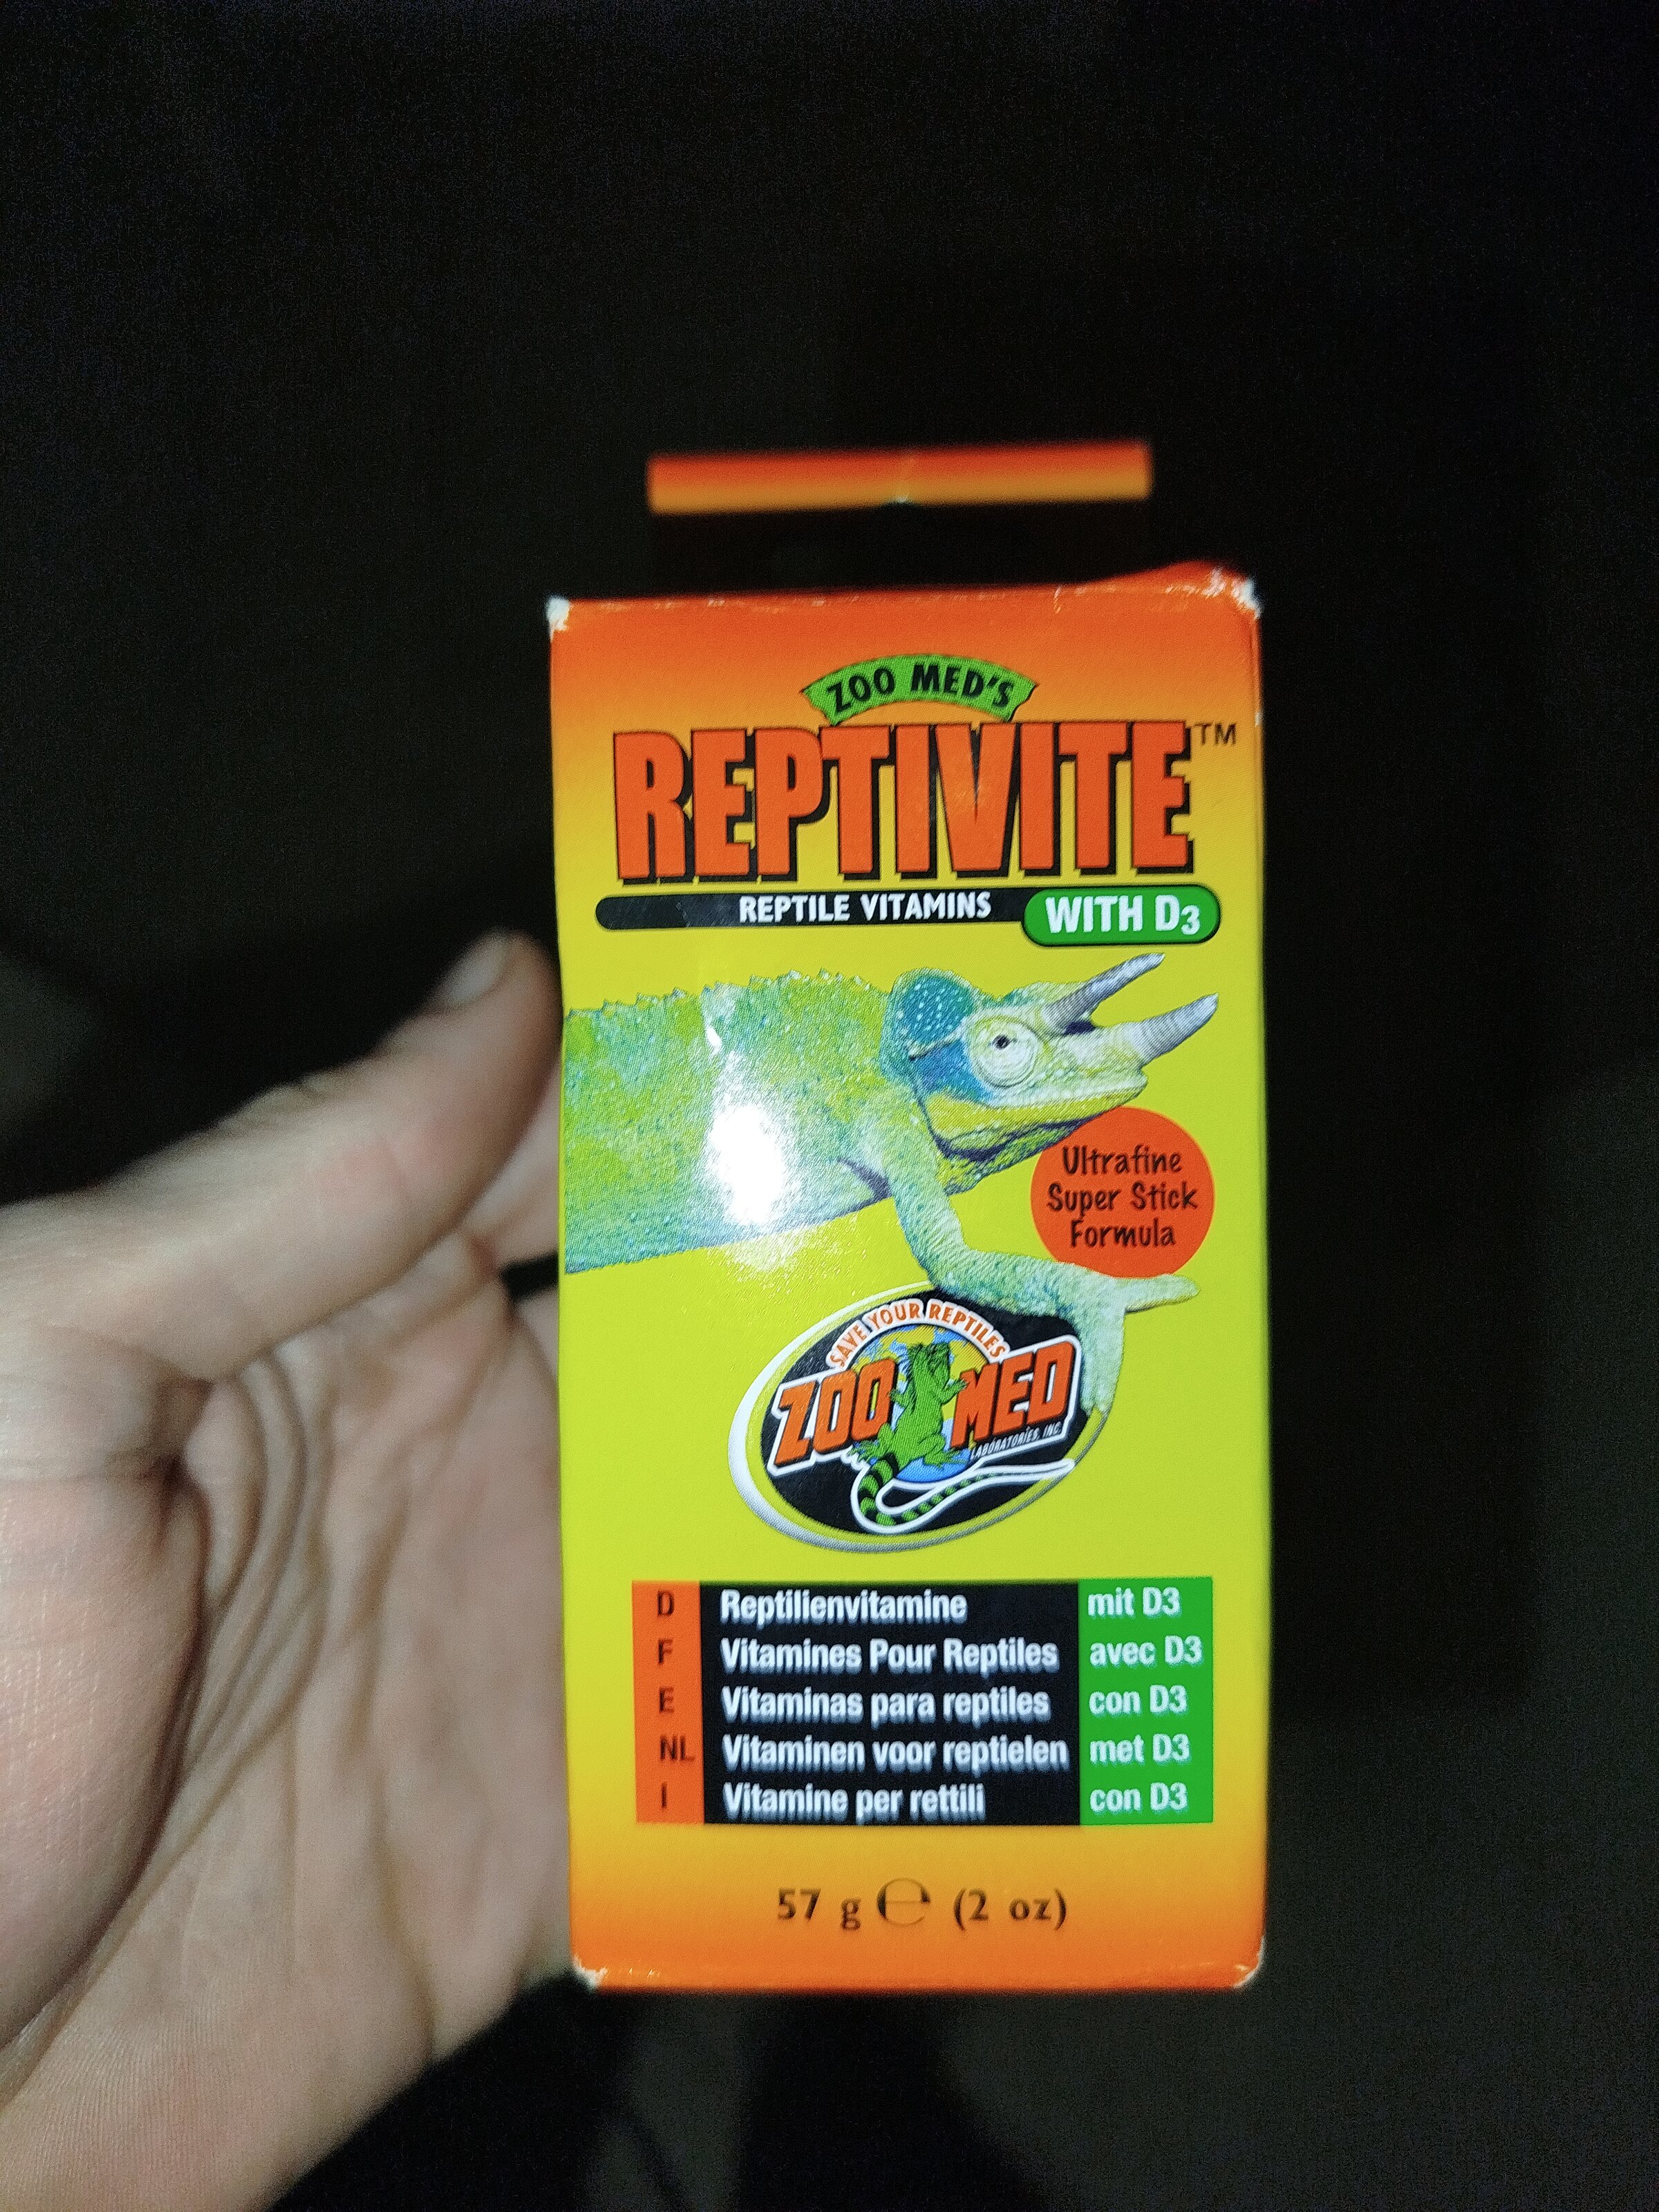 ZOO MED'S
REPTIVITE™
REPTILE VITAMINS WITH D3
Ultrafine
Super Stick
Formula
SAVE YOUR REPTILES
ZOO MED
LABORATORIES, INC.
D Reptilienvitamine mit D3
F Vitamines Pour Reptiles avec D3
E Vitaminas para reptiles con D3
NL Vitaminen voor reptielen met D3
I Vitamine per rettili con D3
57 g ℮ (2 oz)